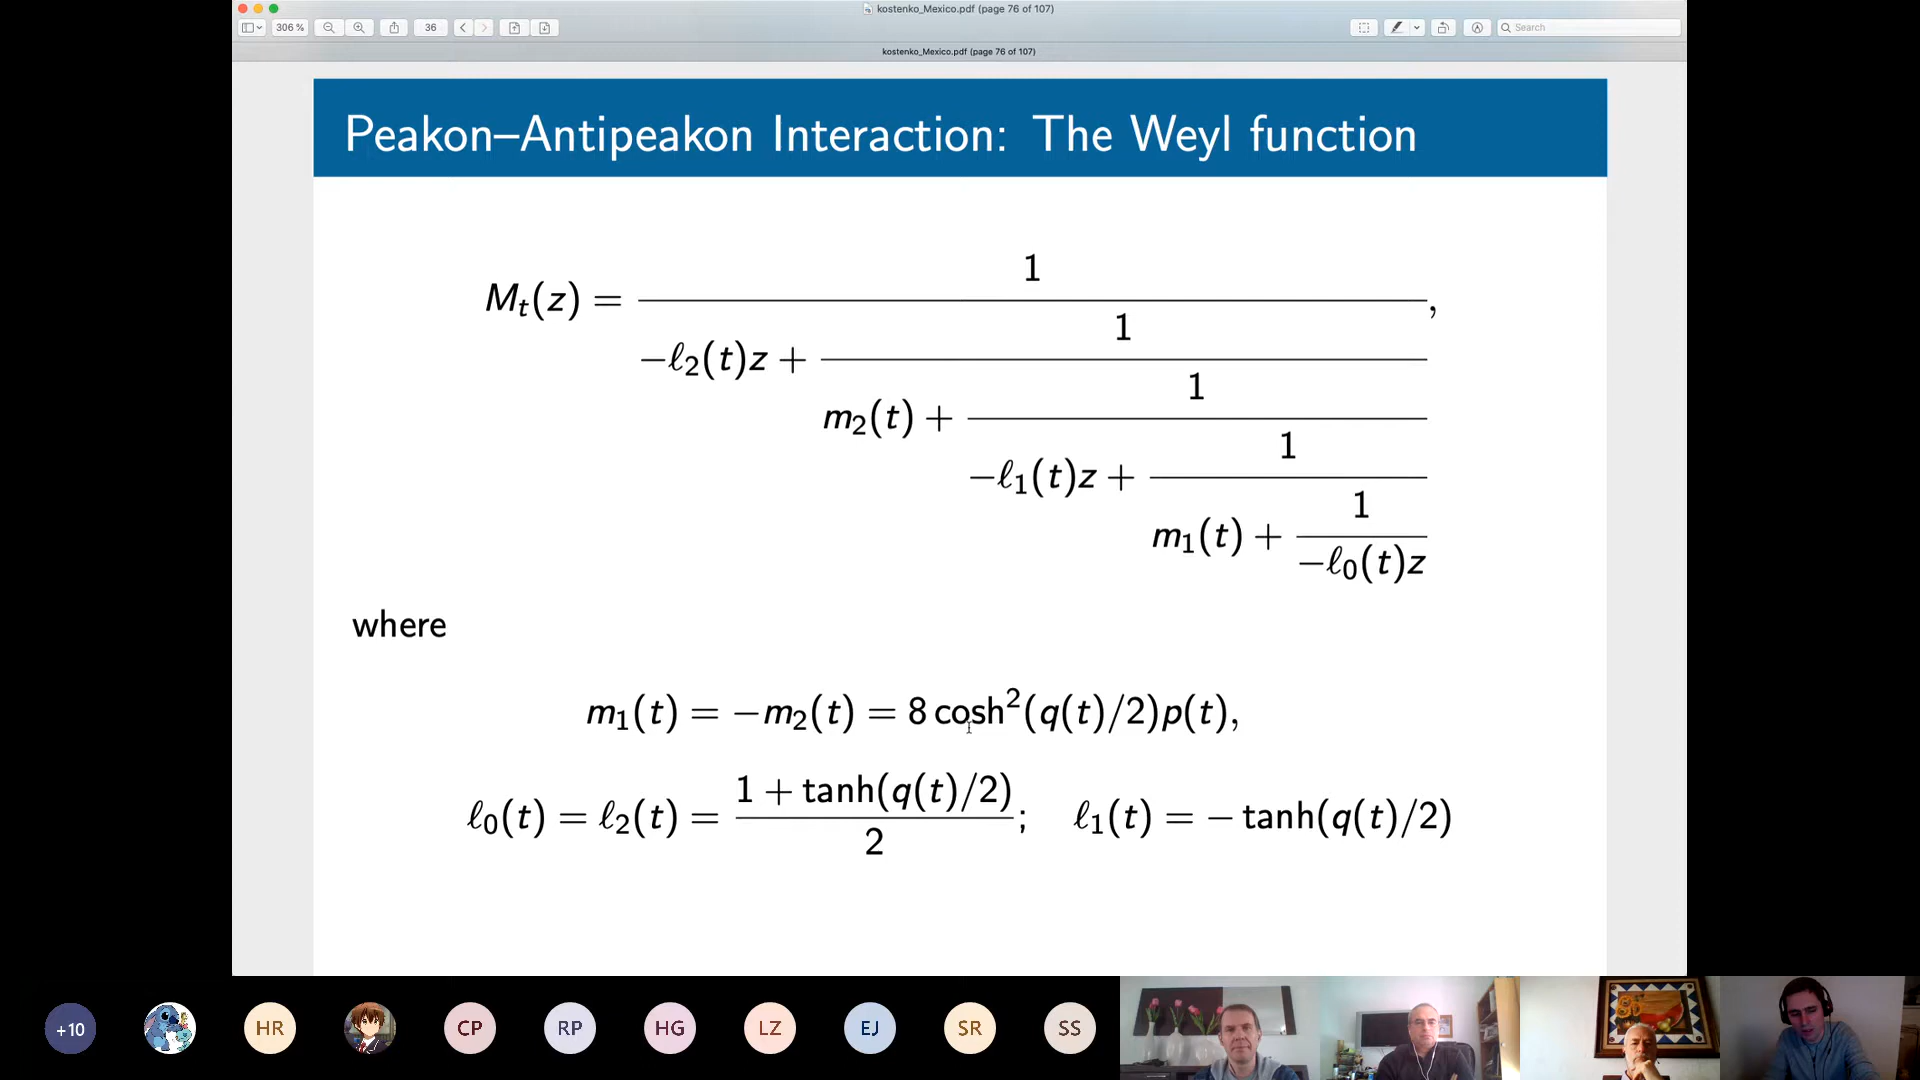 kostenko_Mexico.pdf (page 76 of 107)
306 %
36
Search
kostenko_Mexico.pdf (page 76 of 107)
Peakon–Antipeakon Interaction: The Weyl function
M_t(z) = 1 / (−ℓ₂(t)z + 1 / (m₂(t) + 1 / (−ℓ₁(t)z + 1 / (m₁(t) + 1 / (−ℓ₀(t)z))))),
where
m₁(t) = −m₂(t) = 8 cosh²(q(t)/2)p(t),
ℓ₀(t) = ℓ₂(t) = (1 + tanh(q(t)/2)) / 2; ℓ₁(t) = − tanh(q(t)/2)
+10 HR CP RP HG LZ EJ SR SS